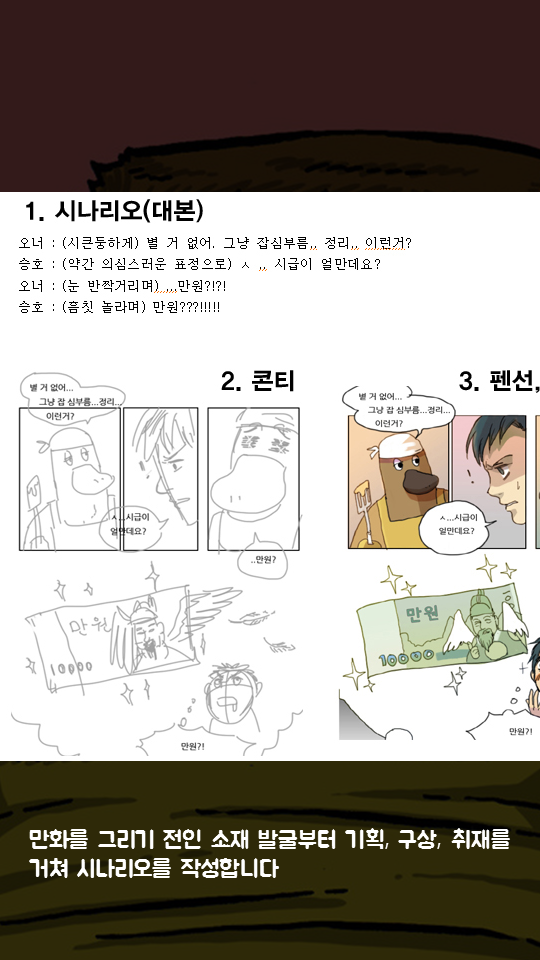 1. 시나리오(대본)
오너 : (시큰둥하게) 별 거 없어. 그냥 잡심부름,, 정리,, 이런거?
승호 : (약간 의심스러운 표정으로) ㅅ ,, 시급이 얼만데요?
오너 : (눈 반짝거리며) ,,,만원?!?!
승호 : (흠칫 놀라며) 만원???!!!!!
2. 콘티
별 거 없어...
그냥 잡 심부름...정리...
이런거?
ㅅ...시급이
얼만데요?
..만원?
만원
10000
만원?!
3. 펜선,
별 거 없어...
그냥 잡 심부름...정리...
이런거?
ㅅ...시급이
얼만데요?
만원
10000
만원?!
만화를 그리기 전인 소재 발굴부터 기획, 구상, 취재를
거쳐 시나리오를 작성합니다